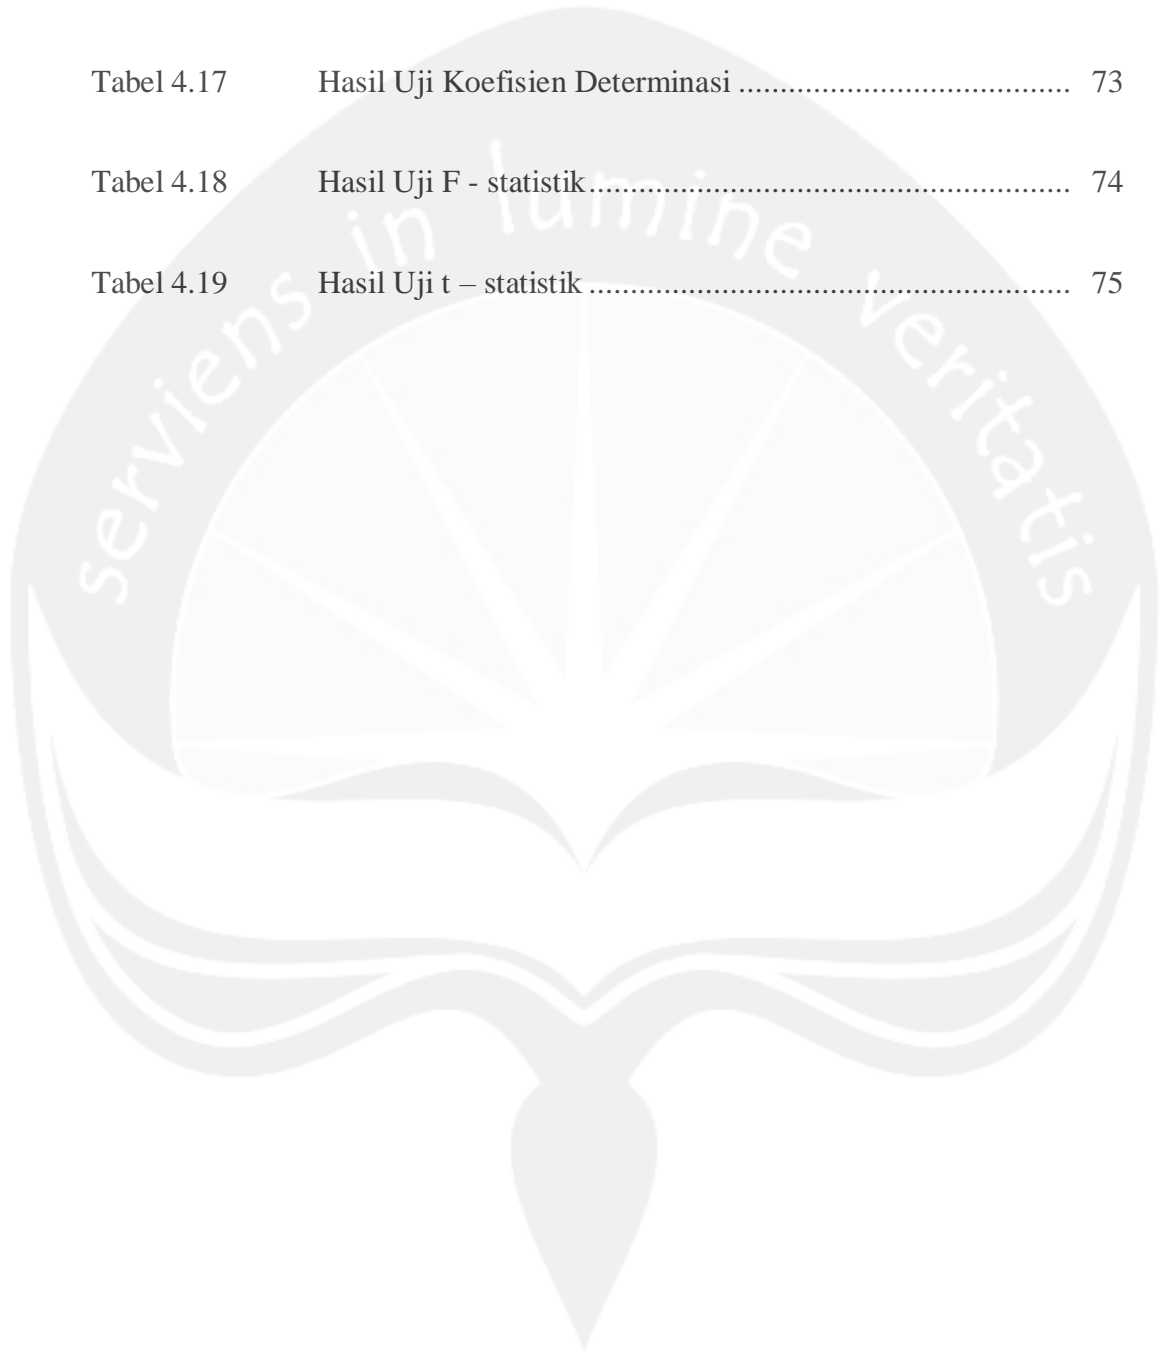 Tabel 4.17 Hasil Uji Koefisien Determinasi ........................................ 73
Tabel 4.18 Hasil Uji F - statistik .......................................................... 74
Tabel 4.19 Hasil Uji t – statistik .......................................................... 75
serviens in lumine veritatis